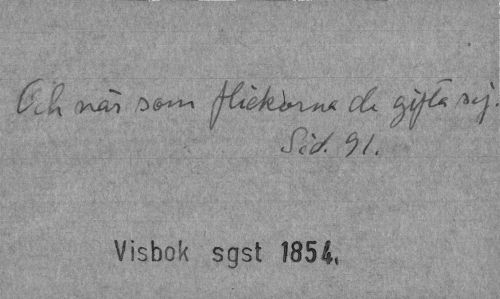 Och när som flickorna de gifta sig.
Sid. 91.
Visbok sgst 1854.